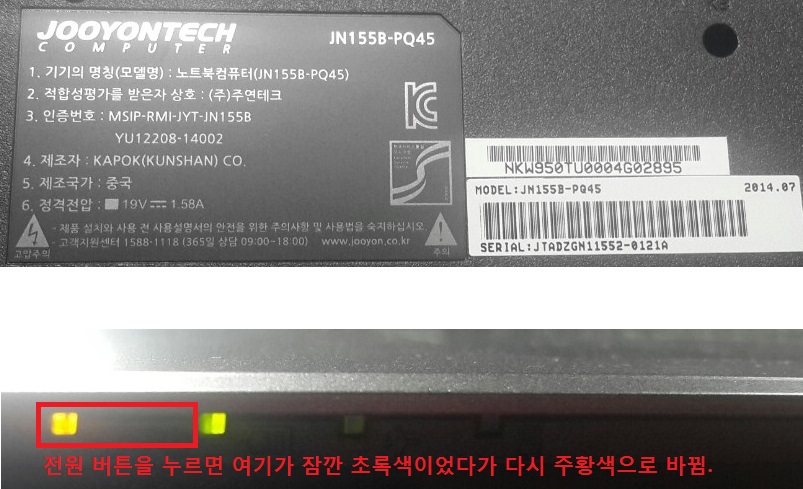 JOOYONTECH
COMPUTER
JN155B-PQ45
1. 기기의 명칭(모델명) : 노트북컴퓨터(JN155B-PQ45)
2. 적합성평가를 받은자 상호 : (주)주연테크
3. 인증번호 : MSIP-RMI-JYT-JN155B
YU12208-14002
4. 제조자 : KAPOK(KUNSHAN) CO.
5. 제조국가 : 중국
6. 정격전압 : 19V 1.58A
- 제품 설치와 사용 전 사용설명서의 안전을 위한 주의사항 및 사용법을 숙지하십시오.
- 고객지원센터 1588-1118 (365일 상담 09:00~18:00) www.jooyon.co.kr
고압주의
주의
NKW950TU0004G02895
MODEL:JN155B-PQ45 2014.07
SERIAL:JTADZGN11552-0121A
전원 버튼을 누르면 여기가 잠깐 초록색이었다가 다시 주황색으로 바뀜.